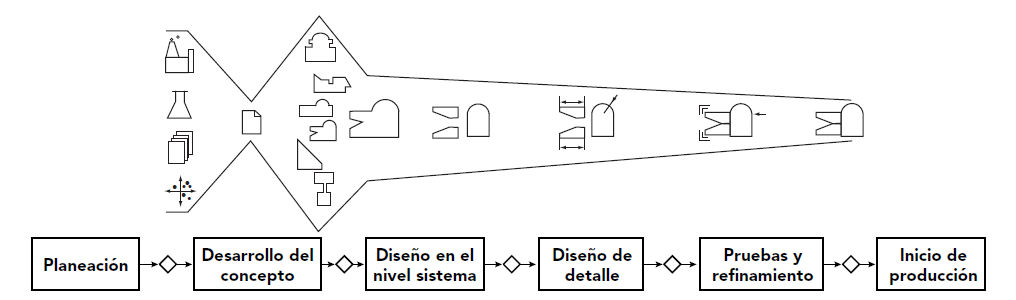 Planeación
Desarrollo del
concepto
Diseño en el
nivel sistema
Diseño de
detalle
Pruebas y
refinamiento
Inicio de
producción